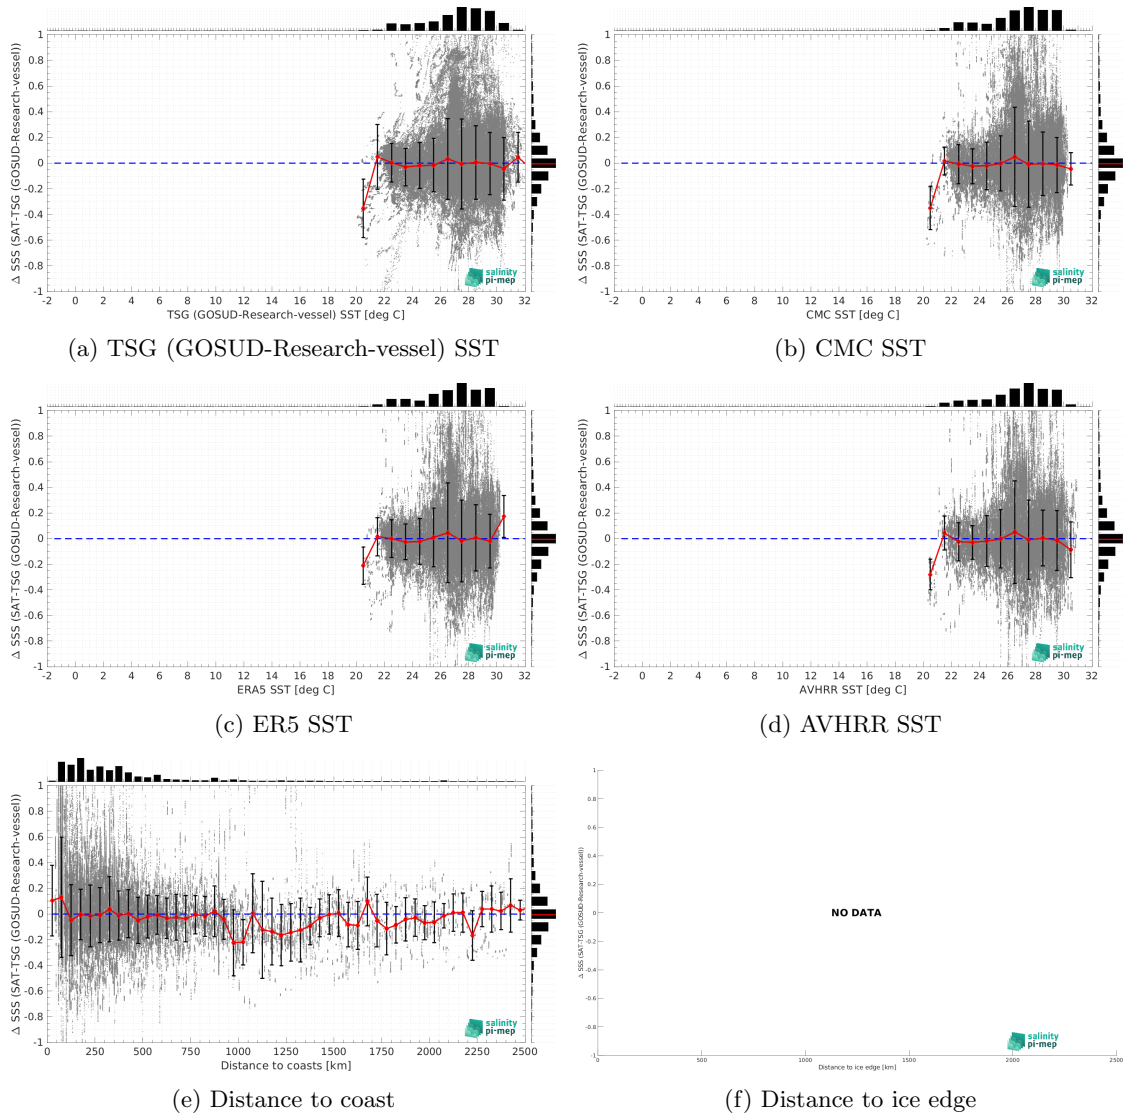 1
0.8
0.6
0.4
0.2
0
-0.2
-0.4
-0.6
-0.8
-1
Δ SSS (SAT-TSG (GOSUD-Research-vessel))
salinity
pi-mep
-2 0 2 4 6 8 10 12 14 16 18 20 22 24 26 28 30 32
TSG (GOSUD-Research-vessel) SST [deg C]
(a) TSG (GOSUD-Research-vessel) SST
1
0.8
0.6
0.4
0.2
0
-0.2
-0.4
-0.6
-0.8
-1
Δ SSS (SAT-TSG (GOSUD-Research-vessel))
salinity
pi-mep
-2 0 2 4 6 8 10 12 14 16 18 20 22 24 26 28 30 32
CMC SST [deg C]
(b) CMC SST
1
0.8
0.6
0.4
0.2
0
-0.2
-0.4
-0.6
-0.8
-1
Δ SSS (SAT-TSG (GOSUD-Research-vessel))
salinity
pi-mep
-2 0 2 4 6 8 10 12 14 16 18 20 22 24 26 28 30 32
ERA5 SST [deg C]
(c) ER5 SST
1
0.8
0.6
0.4
0.2
0
-0.2
-0.4
-0.6
-0.8
-1
Δ SSS (SAT-TSG (GOSUD-Research-vessel))
salinity
pi-mep
-2 0 2 4 6 8 10 12 14 16 18 20 22 24 26 28 30 32
AVHRR SST [deg C]
(d) AVHRR SST
1
0.8
0.6
0.4
0.2
0
-0.2
-0.4
-0.6
-0.8
-1
Δ SSS (SAT-TSG (GOSUD-Research-vessel))
salinity
pi-mep
0 250 500 750 1000 1250 1500 1750 2000 2250 2500
Distance to coasts [km]
(e) Distance to coast
1
0.8
0.6
0.4
0.2
0
-0.2
-0.4
-0.6
-0.8
-1
Δ SSS (SAT-TSG (GOSUD-Research-vessel))
NO DATA
salinity
pi-mep
0 500 1000 1500 2000 2500
Distance to ice edge [km]
(f) Distance to ice edge